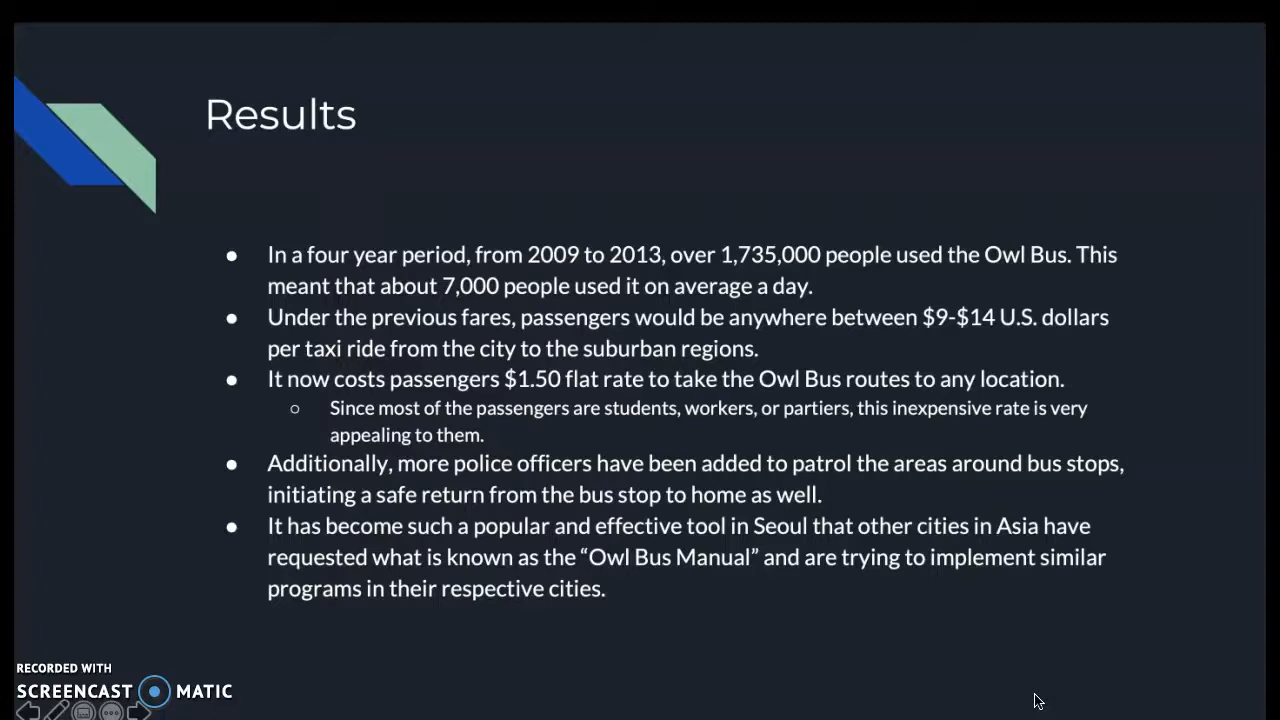 Results
● In a four year period, from 2009 to 2013, over 1,735,000 people used the Owl Bus. This
meant that about 7,000 people used it on average a day.
● Under the previous fares, passengers would be anywhere between $9-$14 U.S. dollars
per taxi ride from the city to the suburban regions.
● It now costs passengers $1.50 flat rate to take the Owl Bus routes to any location.
○ Since most of the passengers are students, workers, or partiers, this inexpensive rate is very
appealing to them.
● Additionally, more police officers have been added to patrol the areas around bus stops,
initiating a safe return from the bus stop to home as well.
● It has become such a popular and effective tool in Seoul that other cities in Asia have
requested what is known as the “Owl Bus Manual” and are trying to implement similar
programs in their respective cities.
RECORDED WITH
SCREENCAST MATIC